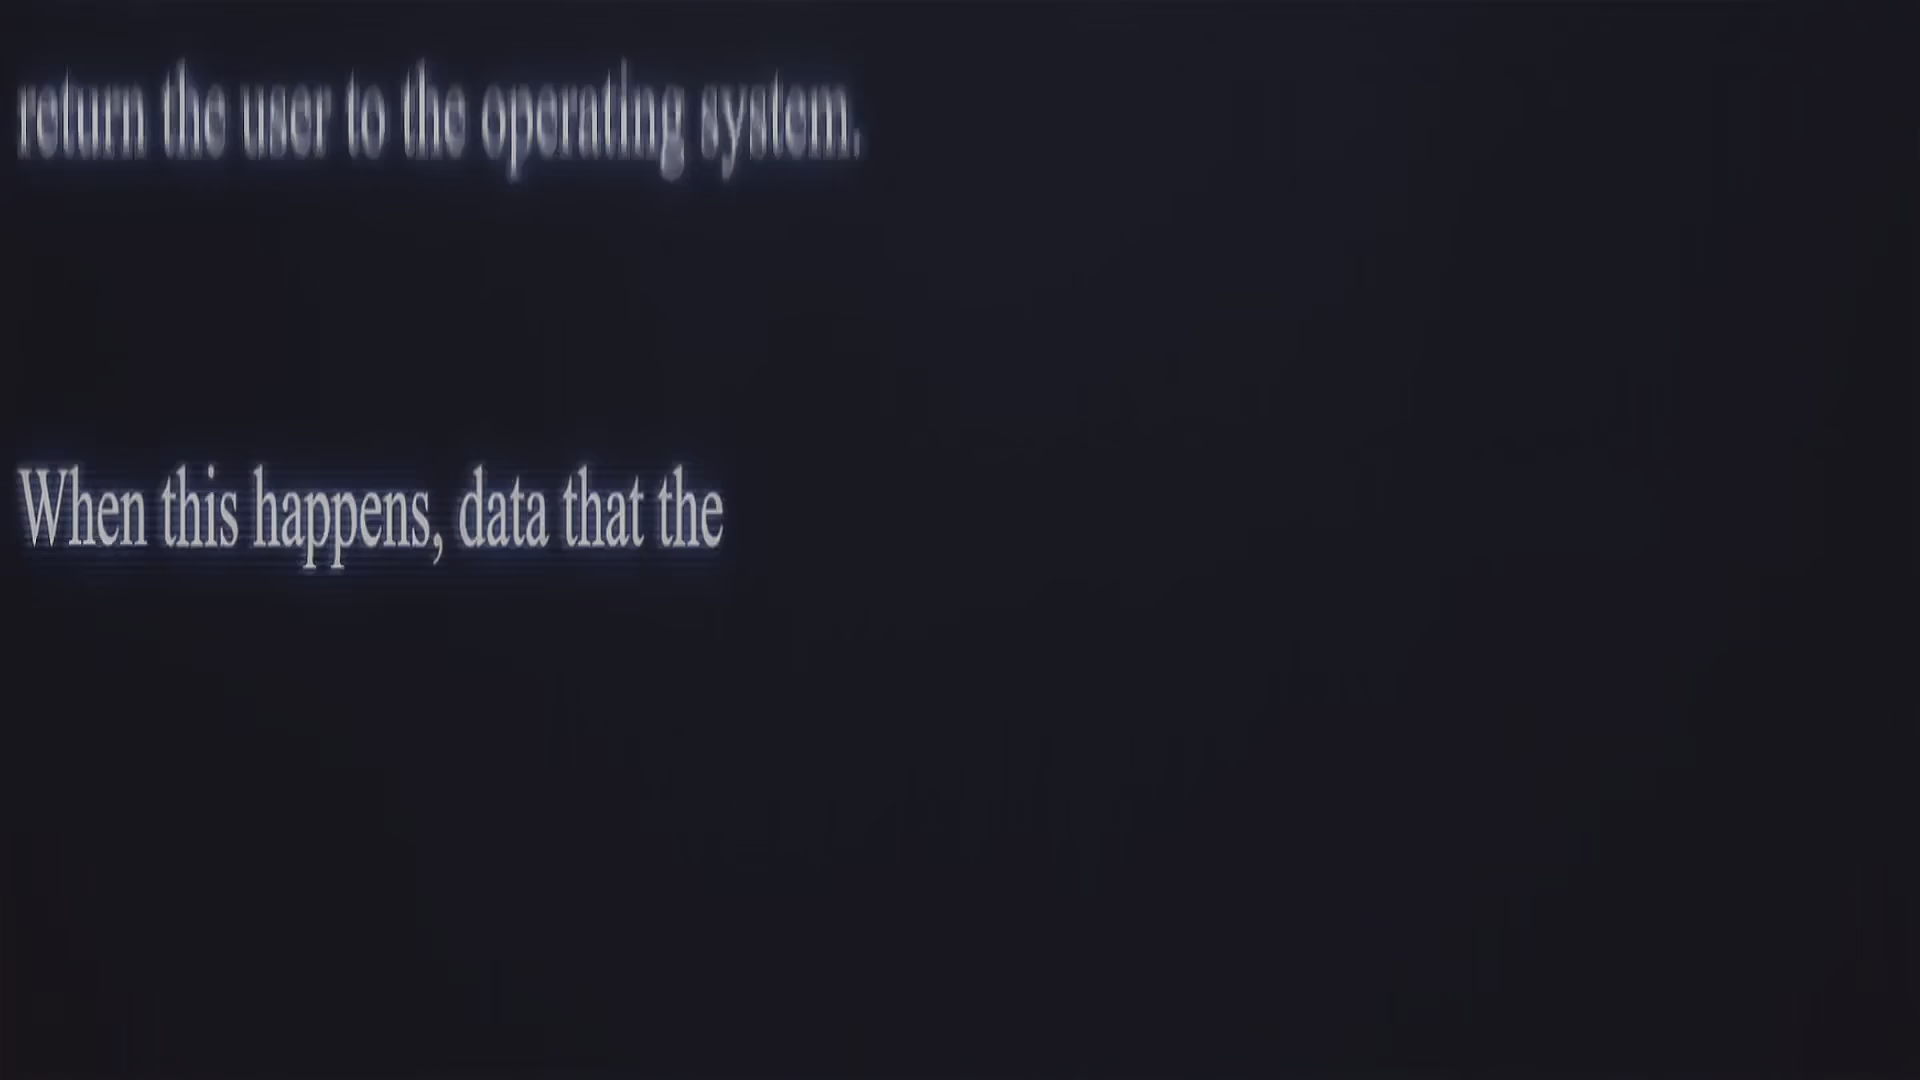 return the user to the operating system.
When this happens, data that the